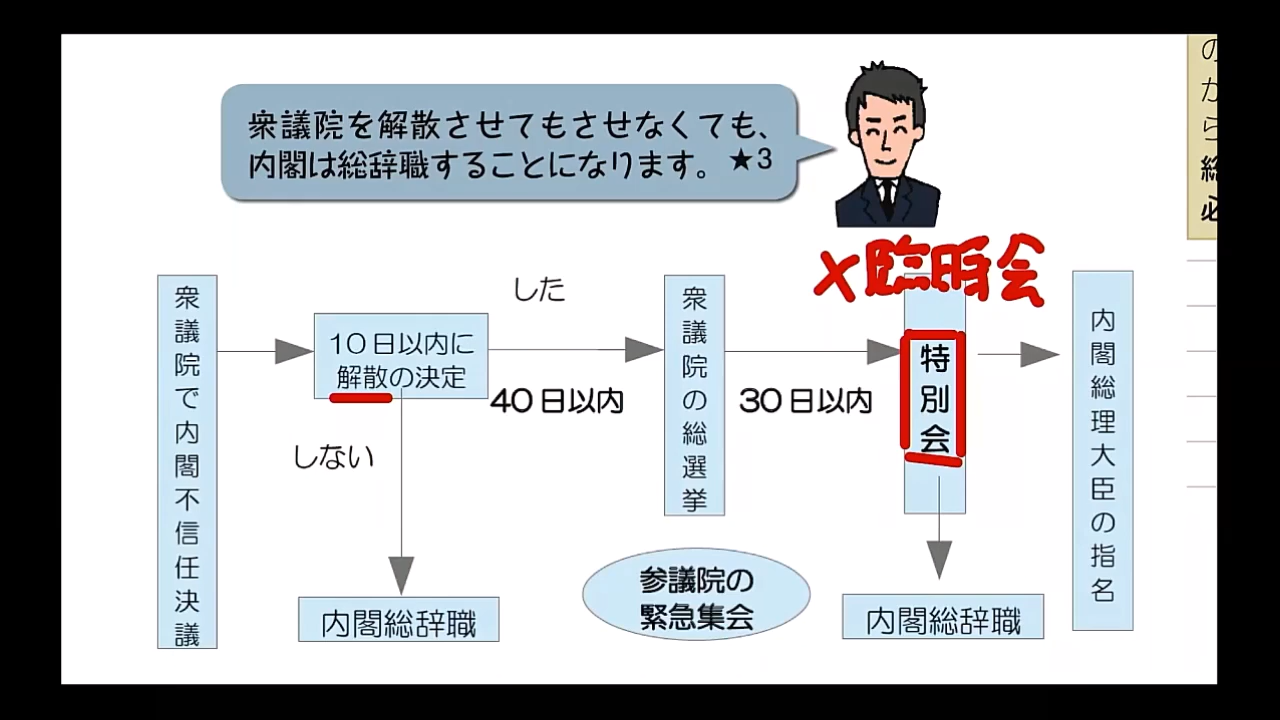 衆議院を解散させてもさせなくても、
内閣は総辞職することになります。★3
の
から
総
必
×臨時会
衆議院で内閣不信任決議
10日以内に
解散の決定
した
40日以内
しない
内閣総辞職
衆議院の総選挙
30日以内
特別会
内閣総理大臣の指名
参議院の
緊急集会
内閣総辞職